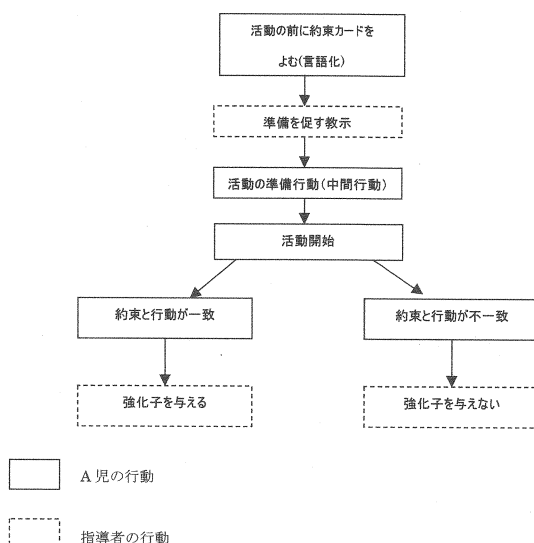 活動の前に約束カードを
よむ(言語化)
準備を促す教示
活動の準備行動(中間行動)
活動開始
約束と行動が一致
約束と行動が不一致
強化子を与える
強化子を与えない
A 児の行動
指導者の行動